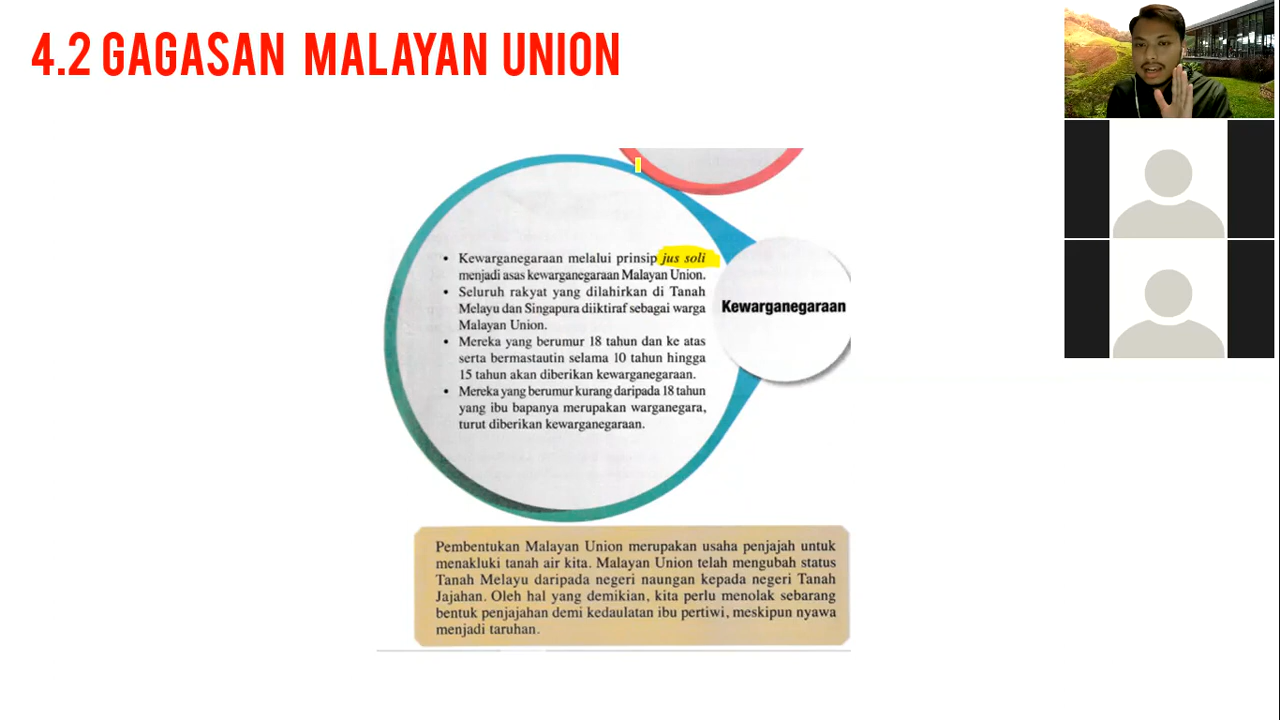 4.2 GAGASAN MALAYAN UNION
• Kewarganegaraan melalui prinsip jus soli
menjadi asas kewarganegaraan Malayan Union.
• Seluruh rakyat yang dilahirkan di Tanah
Melayu dan Singapura diiktiraf sebagai warga
Malayan Union.
• Mereka yang berumur 18 tahun dan ke atas
serta bermastautin selama 10 tahun hingga
15 tahun akan diberikan kewarganegaraan.
• Mereka yang berumur kurang daripada 18 tahun
yang ibu bapanya merupakan warganegara,
turut diberikan kewarganegaraan.
Kewarganegaraan
Pembentukan Malayan Union merupakan usaha penjajah untuk
menakluki tanah air kita. Malayan Union telah mengubah status
Tanah Melayu daripada negeri naungan kepada negeri Tanah
Jajahan. Oleh hal yang demikian, kita perlu menolak sebarang
bentuk penjajahan demi kedaulatan ibu pertiwi, meskipun nyawa
menjadi taruhan.